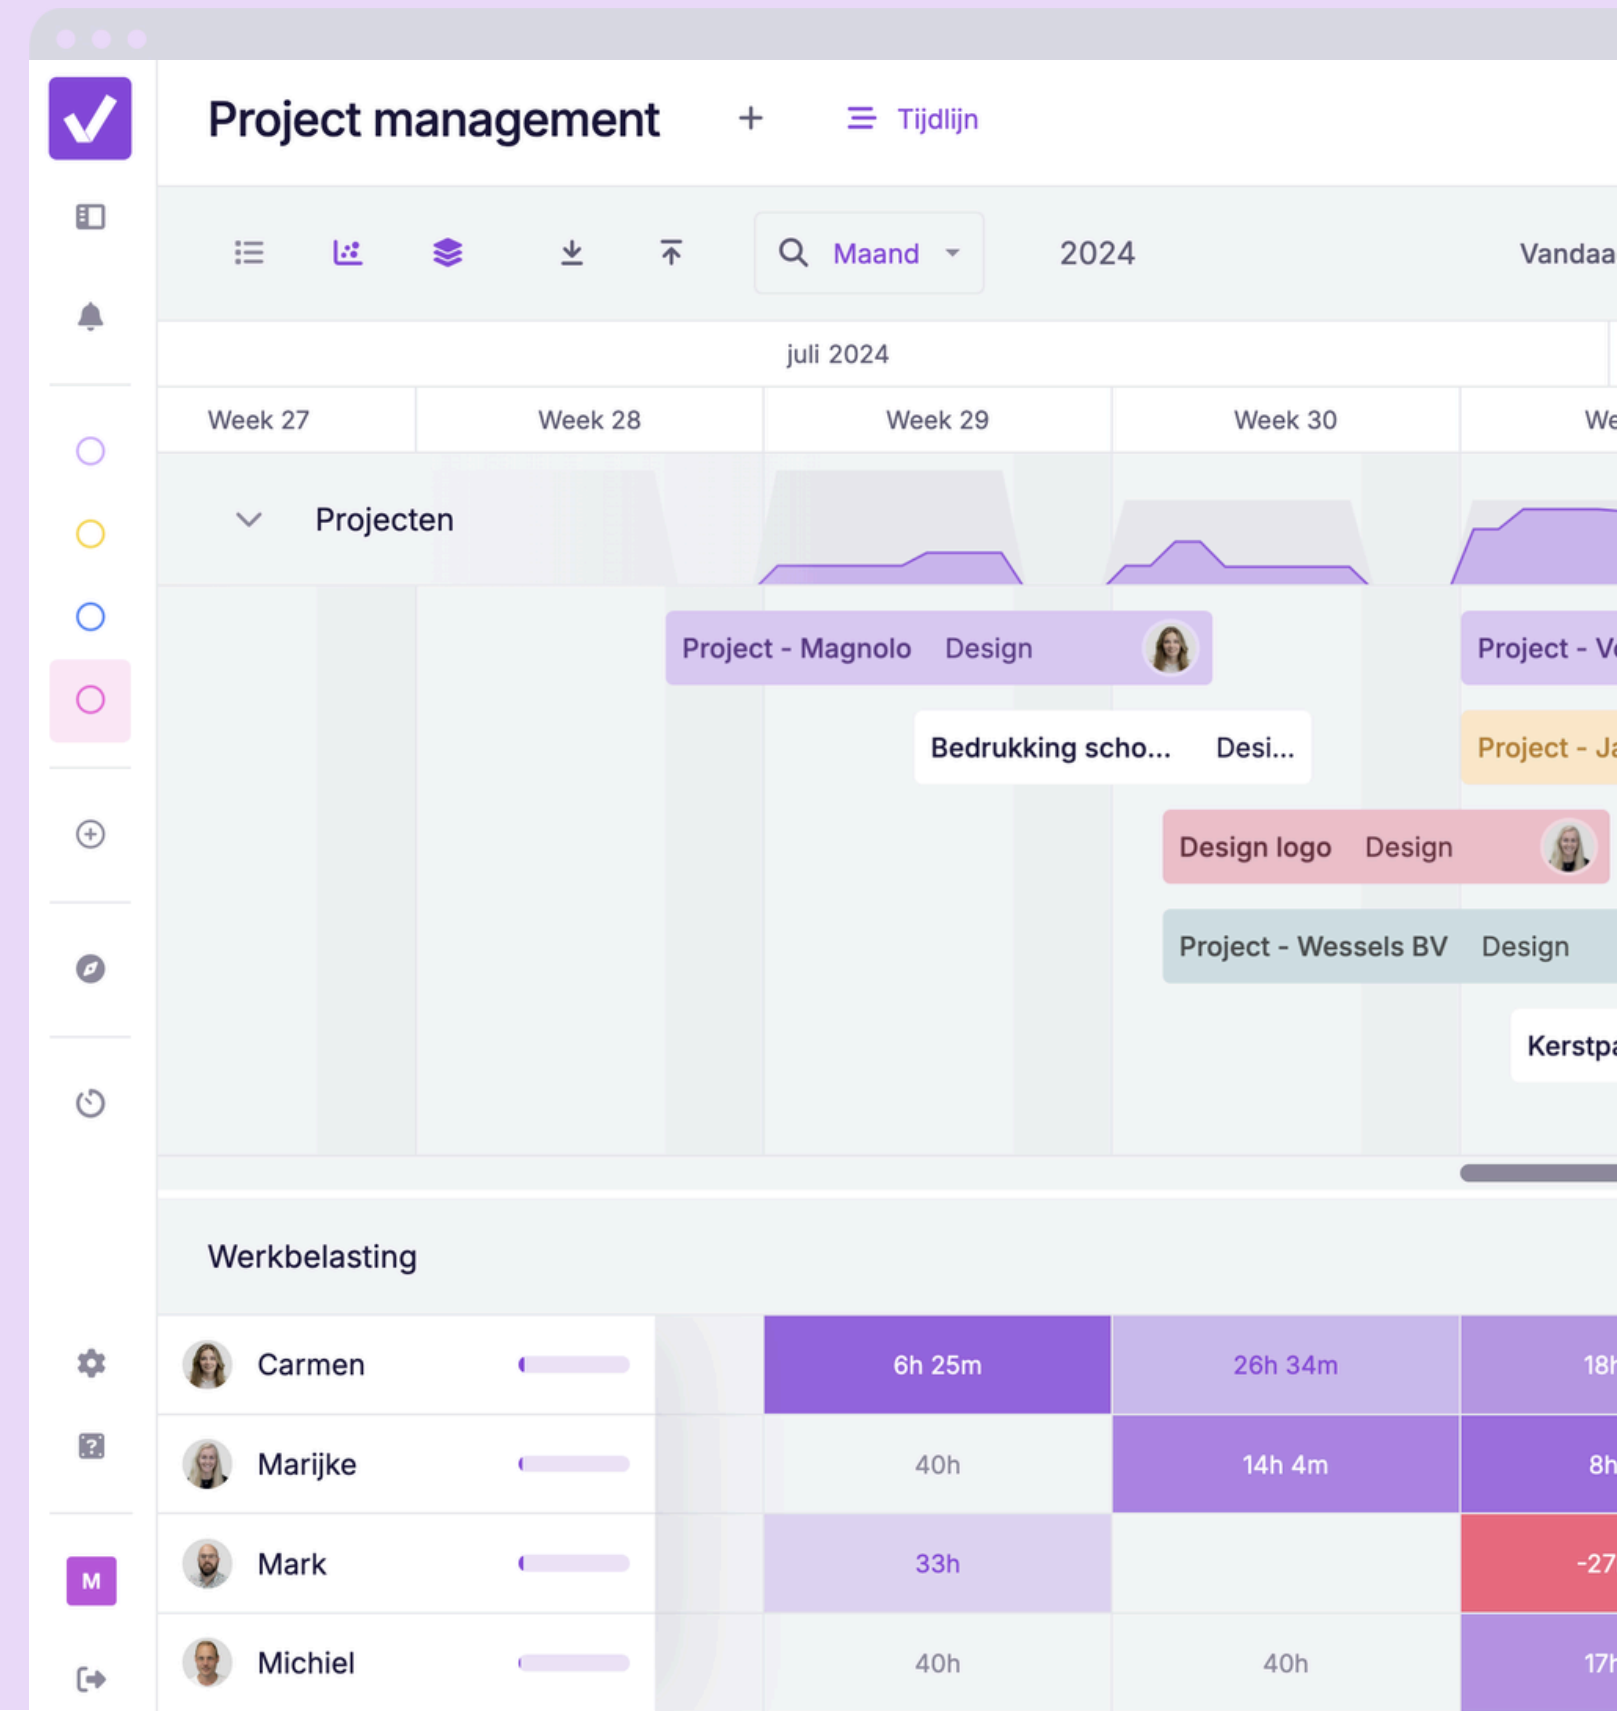 Project management + Tijdlijn
Maand 2024 Vandaa
juli 2024
Week 27 Week 28 Week 29 Week 30 We
Projecten
Project - Magnolo Design Project - V
Bedrukking scho... Desi... Project - Ja
Design logo Design
Project - Wessels BV Design
Kerstpa
Werkbelasting
Carmen 6h 25m 26h 34m 18h
Marijke 40h 14h 4m 8h
Mark 33h -27
M
Michiel 40h 40h 17h